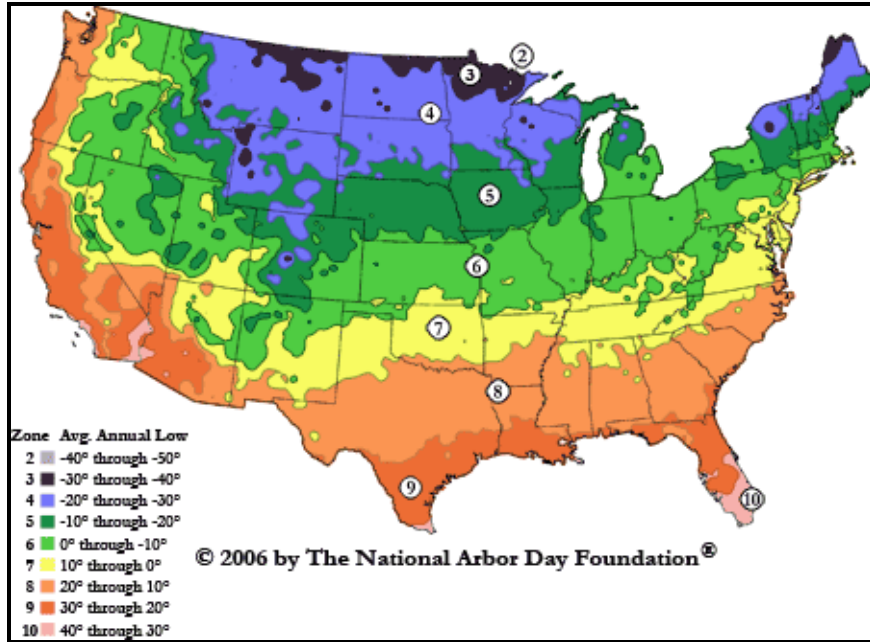 2
3
4
5
6
7
8
9
10
Zone Avg. Annual Low
2 -40° through -50°
3 -30° through -40°
4 -20° through -30°
5 -10° through -20°
6 0° through -10°
7 10° through 0°
8 20° through 10°
9 30° through 20°
10 40° through 30°
© 2006 by The National Arbor Day Foundation®